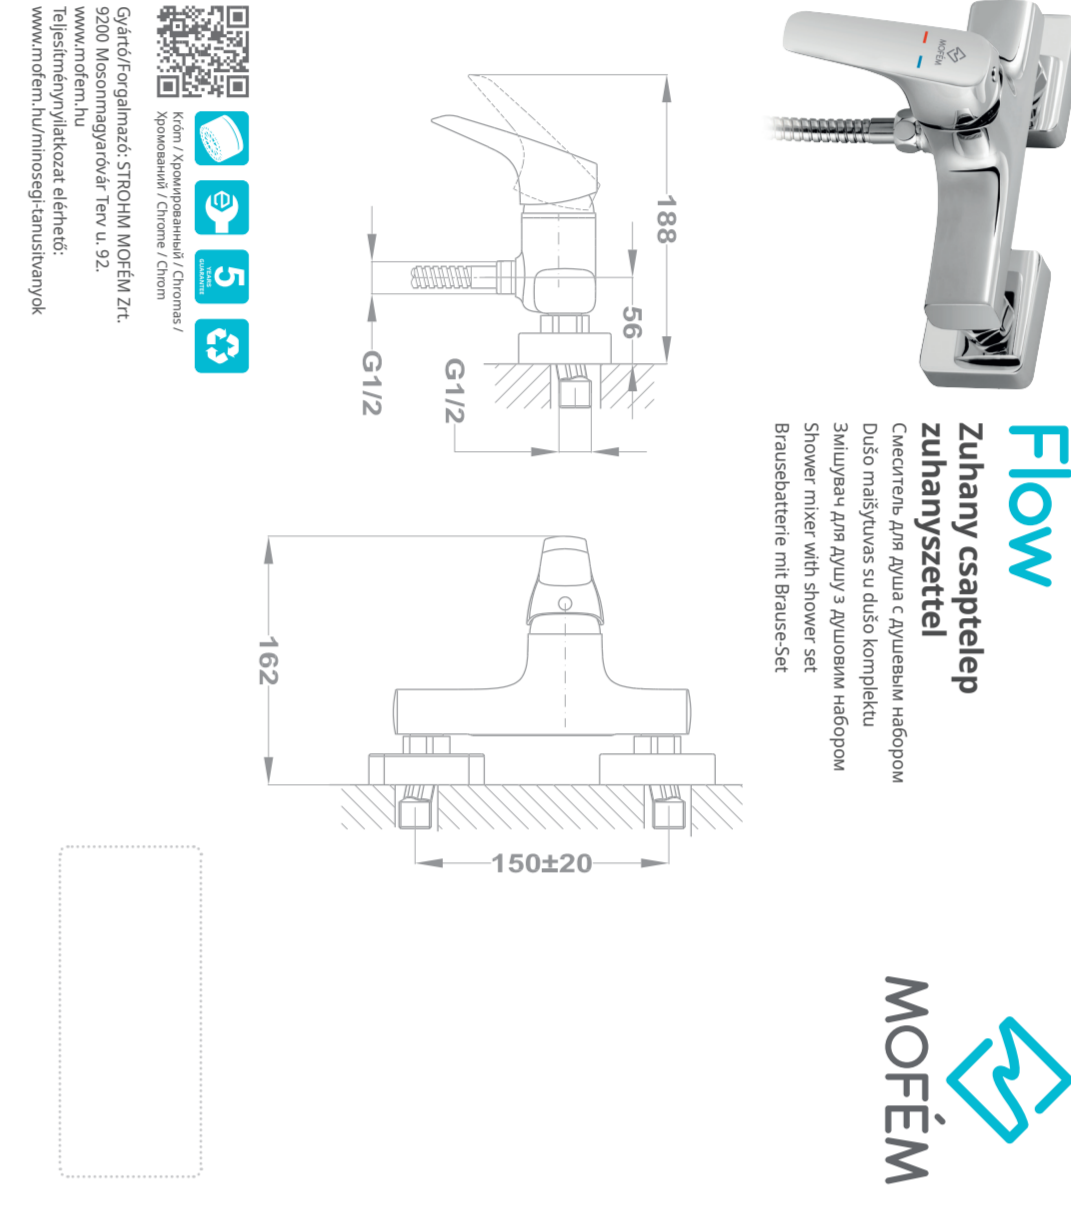 Flow
Zuhany csaptelep
zuhanyszettel
Смеситель для душа с душевым набором
Dušo maišytuvas su dušo komplektu
Змішувач для душу з душовим набором
Shower mixer with shower set
Brausebatterie mit Brause-Set
MOFÉM
MOFÉM
188
56
G1/2
G1/2
162
150±20
5
YEARS
GUARANTEE
Króm / Хромированный / Chromas /
Хромований / Chrome / Chrom
Gyártó/Forgalmazó: STROHM MOFÉM Zrt.
9200 Mosonmagyaróvár Terv u. 92.
www.mofem.hu
Teljesítménynyilatkozat elérhető:
www.mofem.hu/minosegi-tanusitvanyok